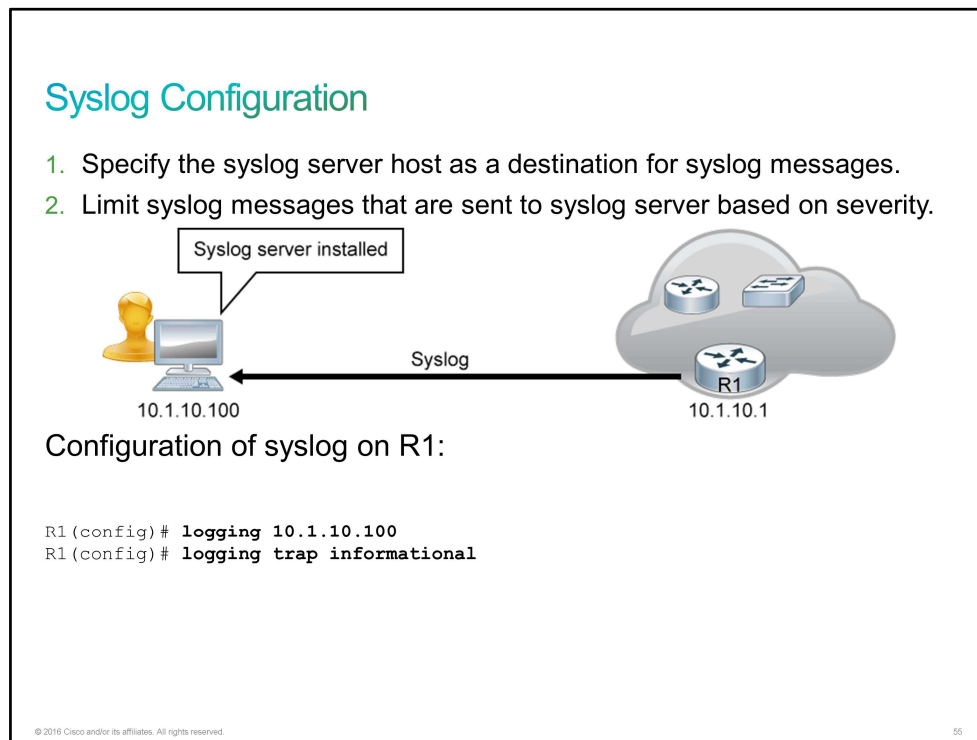 Syslog Configuration
1. Specify the syslog server host as a destination for syslog messages.
2. Limit syslog messages that are sent to syslog server based on severity.
Syslog server installed
Syslog
R1
10.1.10.100
10.1.10.1
Configuration of syslog on R1:
R1(config)# logging 10.1.10.100
R1(config)# logging trap informational
© 2016 Cisco and/or its affiliates. All rights reserved.
55